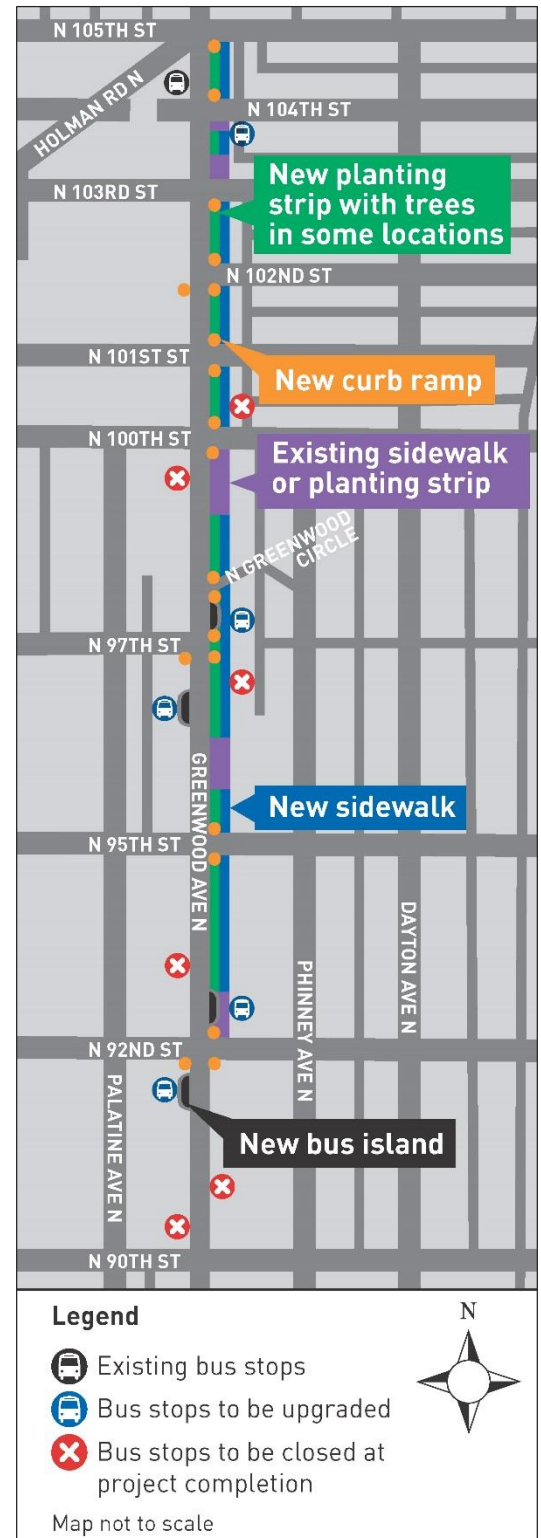 N 105TH ST
HOLMAN RD N
N 104TH ST
N 103RD ST
New planting
strip with trees
in some locations
N 102ND ST
N 101ST ST
New curb ramp
N 100TH ST
Existing sidewalk
or planting strip
N GREENWOOD
CIRCLE
N 97TH ST
GREENWOOD AVE N
New sidewalk
N 95TH ST
DAYTON AVE N
PHINNEY AVE N
N 92ND ST
PALATINE AVE N
New bus island
N 90TH ST
Legend
N
Existing bus stops
Bus stops to be upgraded
Bus stops to be closed at
project completion
Map not to scale